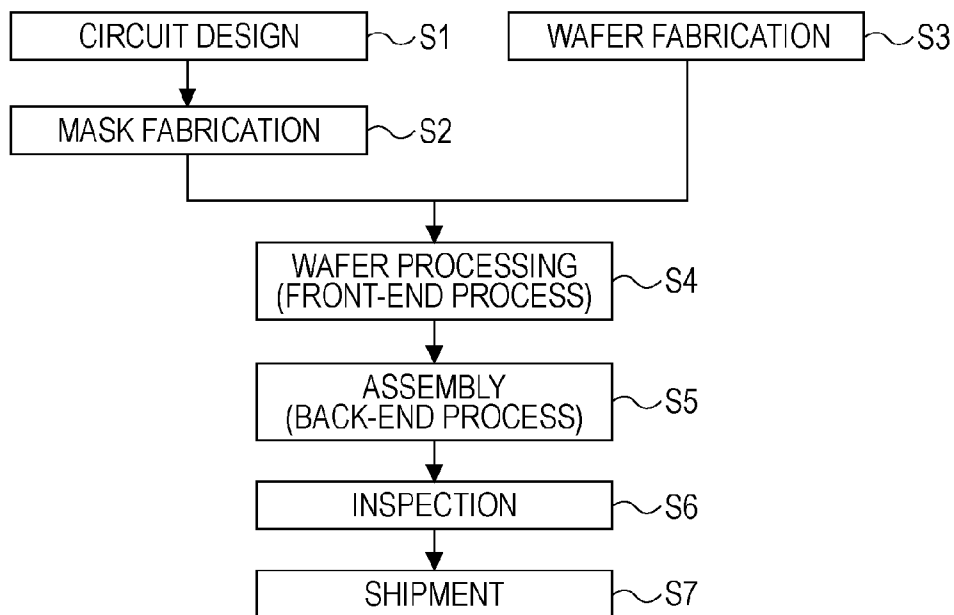 CIRCUIT DESIGN
S1
WAFER FABRICATION
S3
MASK FABRICATION
S2
WAFER PROCESSING
(FRONT-END PROCESS)
S4
ASSEMBLY
(BACK-END PROCESS)
S5
INSPECTION
S6
SHIPMENT
S7